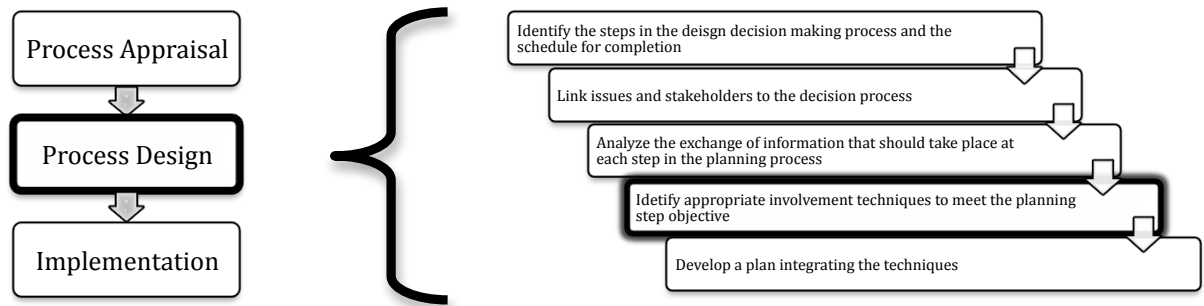 Process Appraisal
Process Design
Implementation
Identify the steps in the deisgn decision making process and the
schedule for completion
Link issues and stakeholders to the decision process
Analyze the exchange of information that should take place at
each step in the planning process
Idetify appropriate involvement techniques to meet the planning
step objective
Develop a plan integrating the techniques